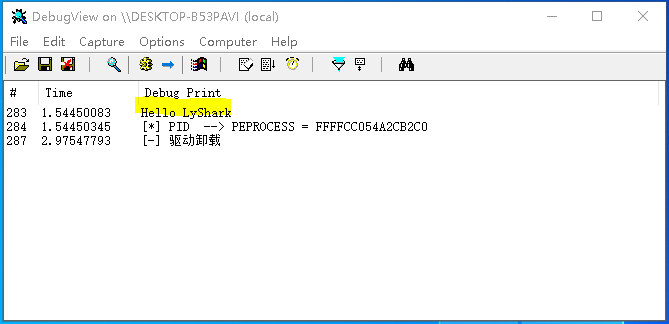 DebugView on \\DESKTOP-B53PAVI (local)
File Edit Capture Options Computer Help
# Time Debug Print
283 1.54450083 Hello LyShark
284 1.54450345 [*] PID --> PEPROCESS = FFFFCC054A2CB2C0
287 2.97547793 [-] 驱动卸载